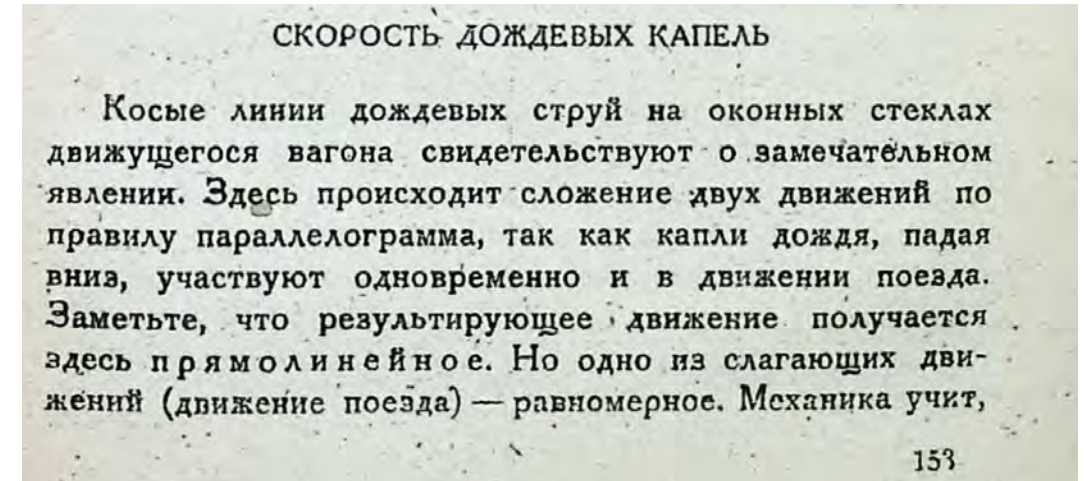 СКОРОСТЬ ДОЖДЕВЫХ КАПЕЛЬ
Косые линии дождевых струй на оконных стеклах
движущегося вагона свидетельствуют о замечательном
явлении. Здесь происходит сложение двух движений по
правилу параллелограмма, так как капли дождя, падая
вниз, участвуют одновременно и в движении поезда.
Заметьте, что результирующее движение получается
здесь прямолинейное. Но одно из слагающих дви-
жений (движение поезда) — равномерное. Механика учит,
153